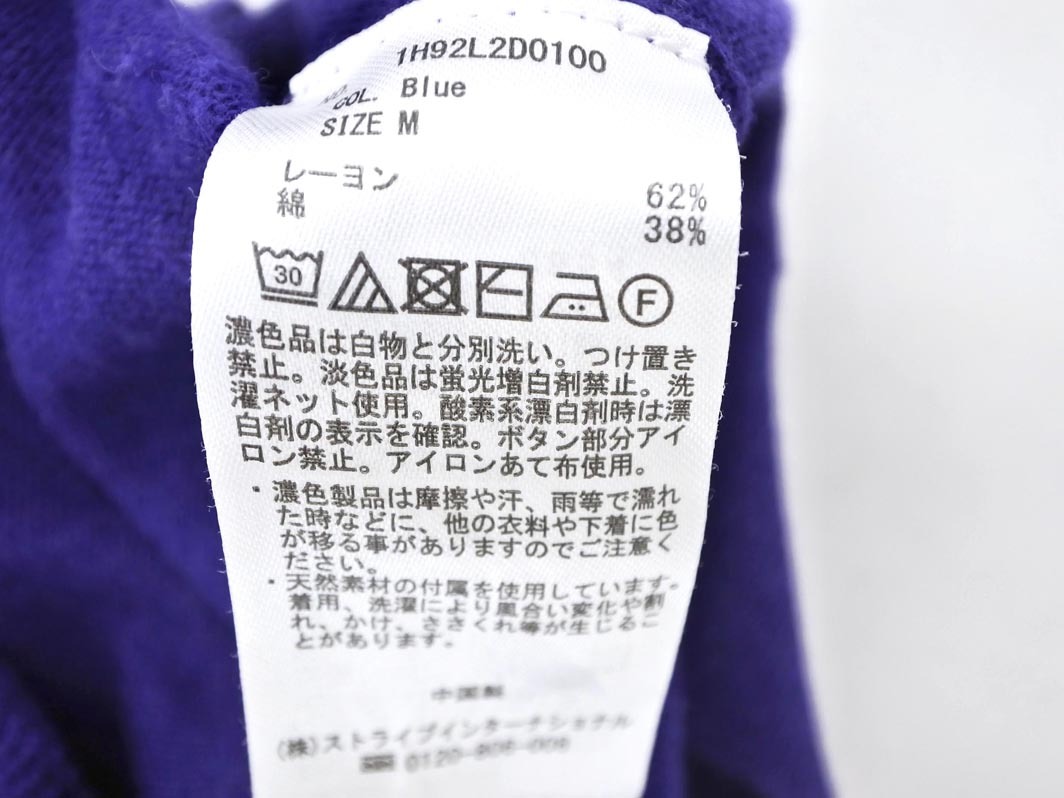 1H92L2D0100
COL. Blue
SIZE M
レーヨン 62%
綿 38%
30
F
濃色品は白物と分別洗い。つけ置き
禁止。淡色品は蛍光増白剤禁止。洗
濯ネット使用。酸素系漂白剤時は漂
白剤の表示を確認。ボタン部分アイ
ロン禁止。アイロンあて布使用。
・濃色製品は摩擦や汗、雨等で濡れ
た時などに、他の衣料や下着に色
が移る事がありますのでご注意く
ださい。
・天然素材の付属を使用しています。
着用、洗濯により風合い変化や割
れ、かけ、ささくれ等が生じるこ
とがあります。
中国製
(株)ストライプインターナショナル